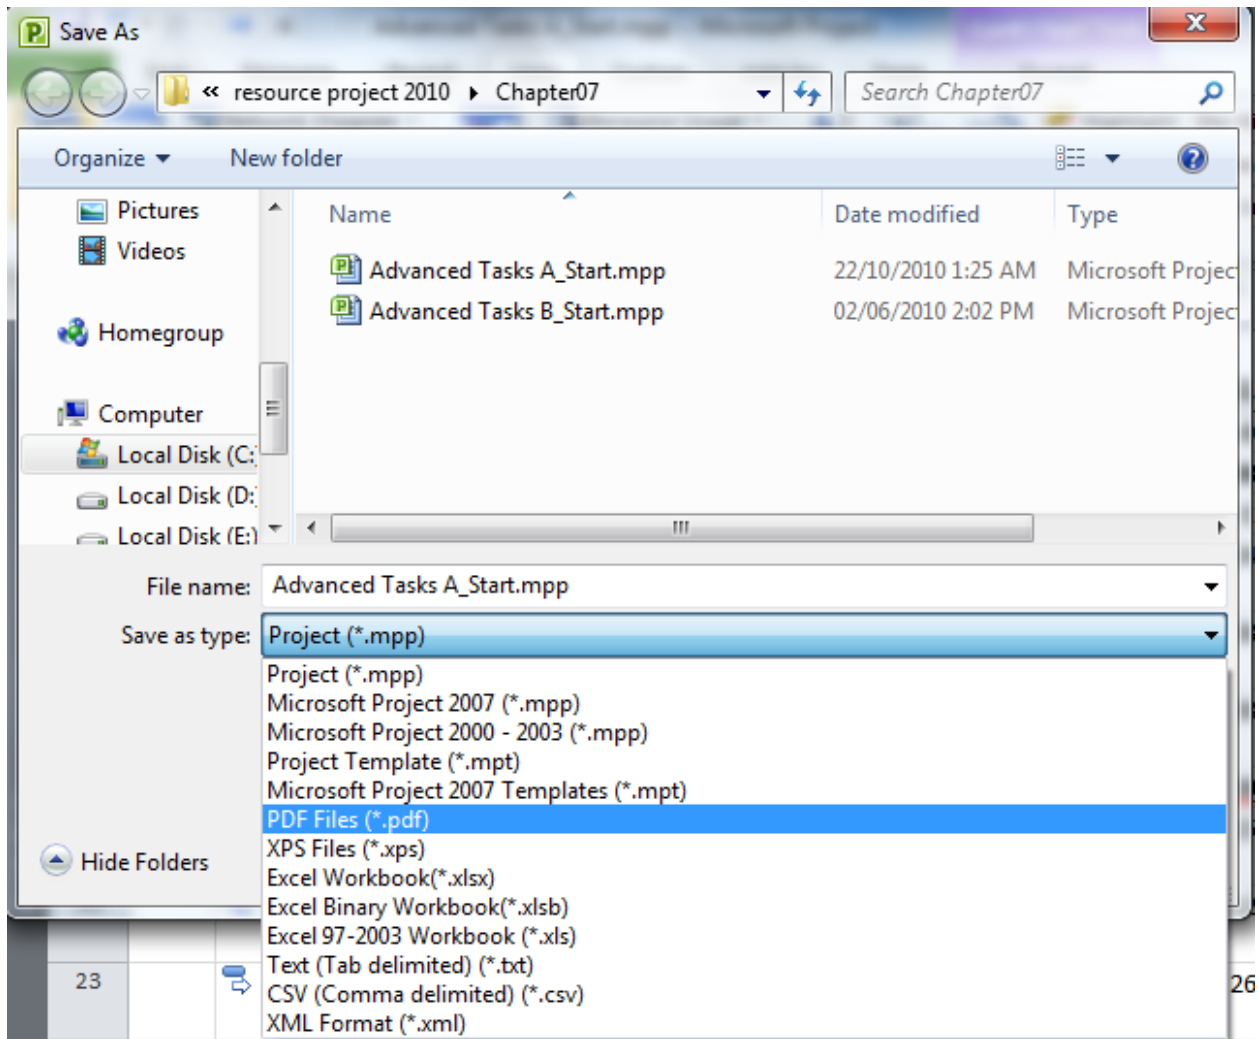 Save As
« resource project 2010 Chapter07
Search Chapter07
Organize New folder
Pictures
Videos
Homegroup
Computer
Local Disk (C:
Local Disk (D:
Local Disk (E:)
Name Date modified Type
Advanced Tasks A_Start.mpp 22/10/2010 1:25 AM Microsoft Projec
Advanced Tasks B_Start.mpp 02/06/2010 2:02 PM Microsoft Projec
File name: Advanced Tasks A_Start.mpp
Save as type: Project (*.mpp)
Project (*.mpp)
Microsoft Project 2007 (*.mpp)
Microsoft Project 2000 - 2003 (*.mpp)
Project Template (*.mpt)
Microsoft Project 2007 Templates (*.mpt)
PDF Files (*.pdf)
XPS Files (*.xps)
Excel Workbook(*.xlsx)
Excel Binary Workbook(*.xlsb)
Excel 97-2003 Workbook (*.xls)
Text (Tab delimited) (*.txt)
CSV (Comma delimited) (*.csv)
XML Format (*.xml)
Hide Folders
23 26